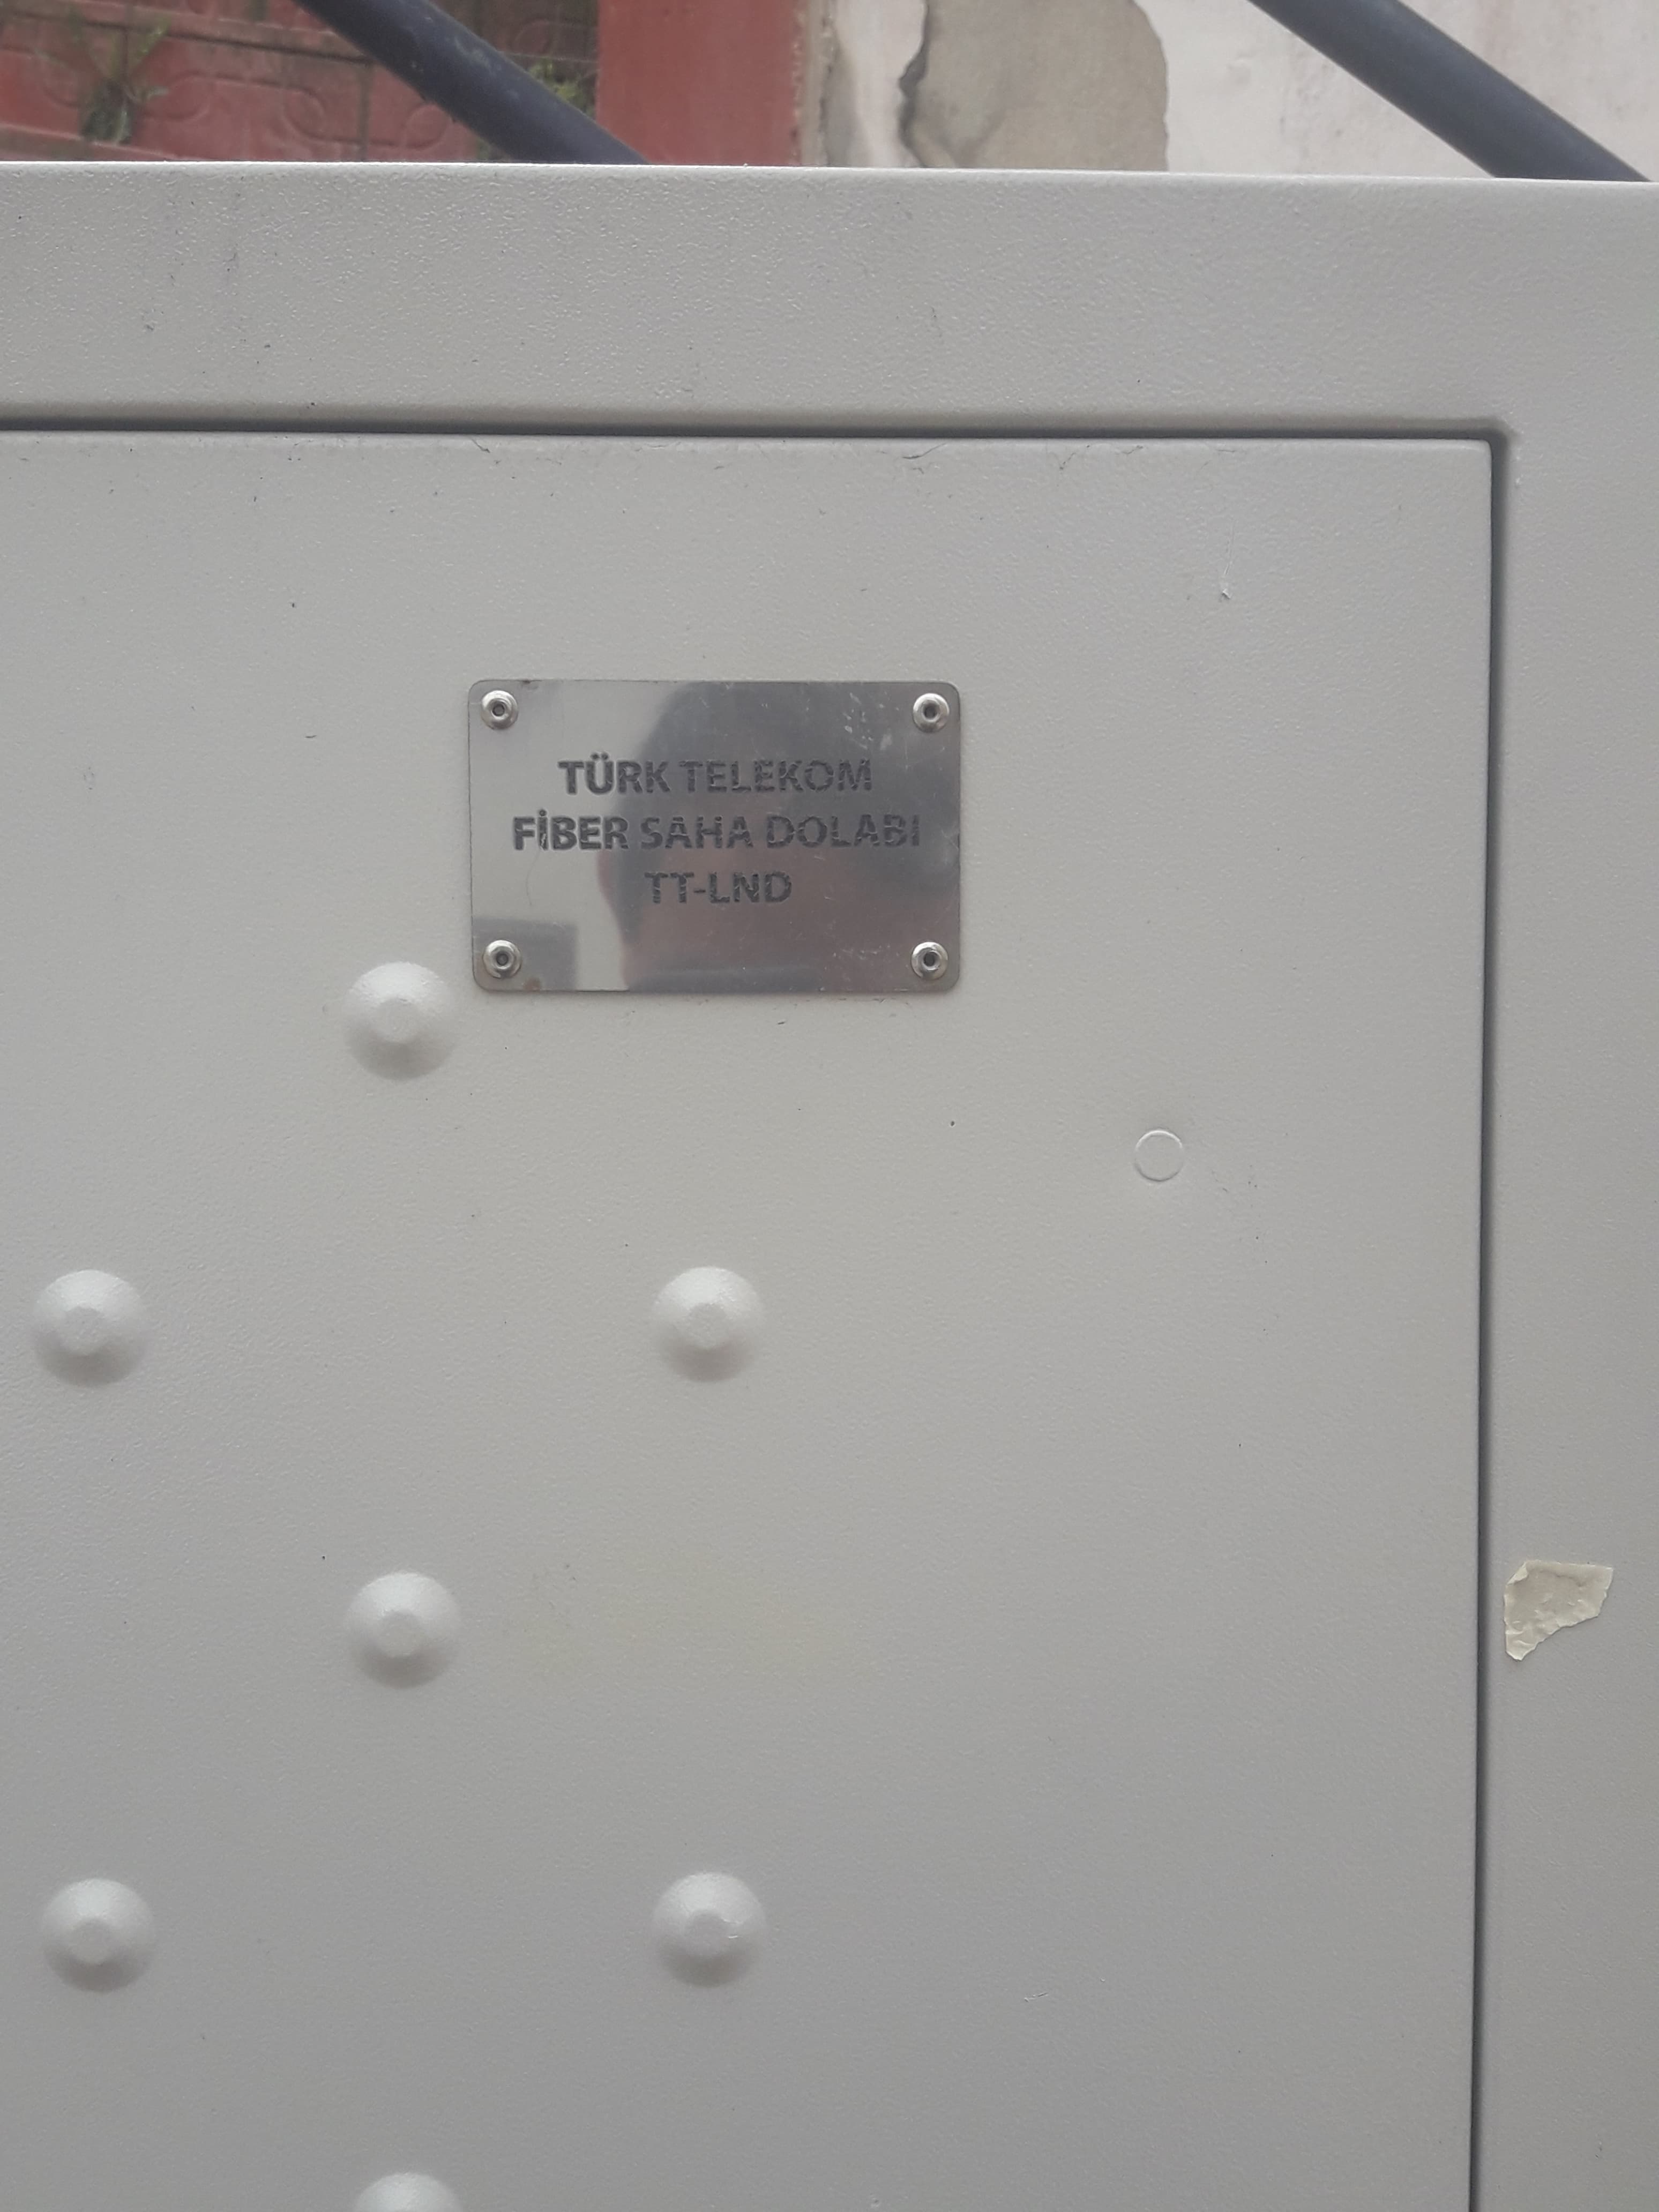 TÜRK TELEKOM
FİBER SAHA DOLABI
TT-LND